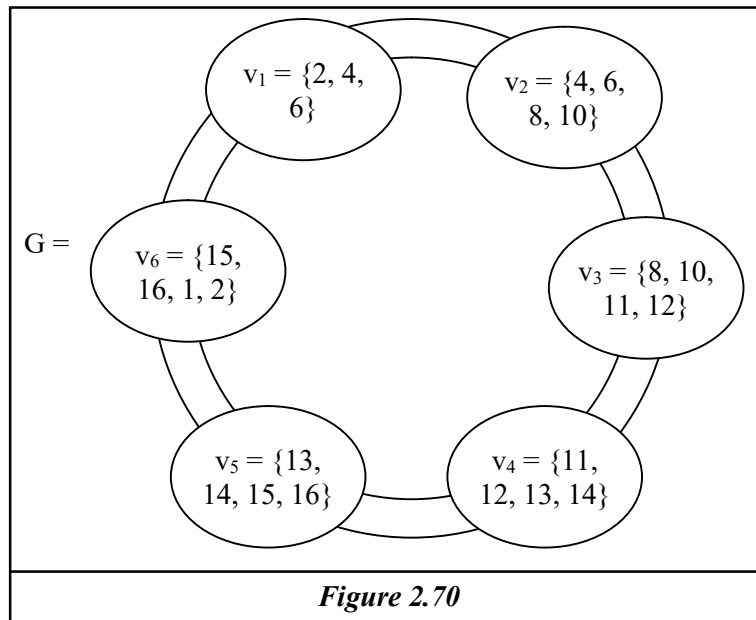 v₁ = {2, 4,
6}
v₂ = {4, 6,
8, 10}
G =
v₆ = {15,
16, 1, 2}
v₃ = {8, 10,
11, 12}
v₅ = {13,
14, 15, 16}
v₄ = {11,
12, 13, 14}
Figure 2.70